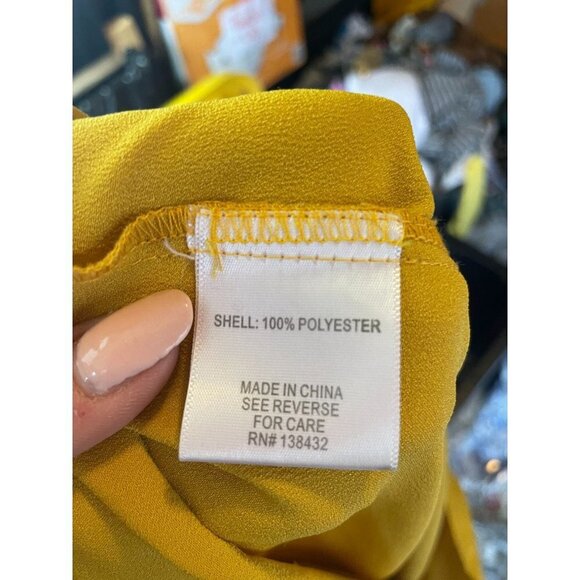 SHELL: 100% POLYESTER
MADE IN CHINA
SEE REVERSE
FOR CARE
RN# 138432